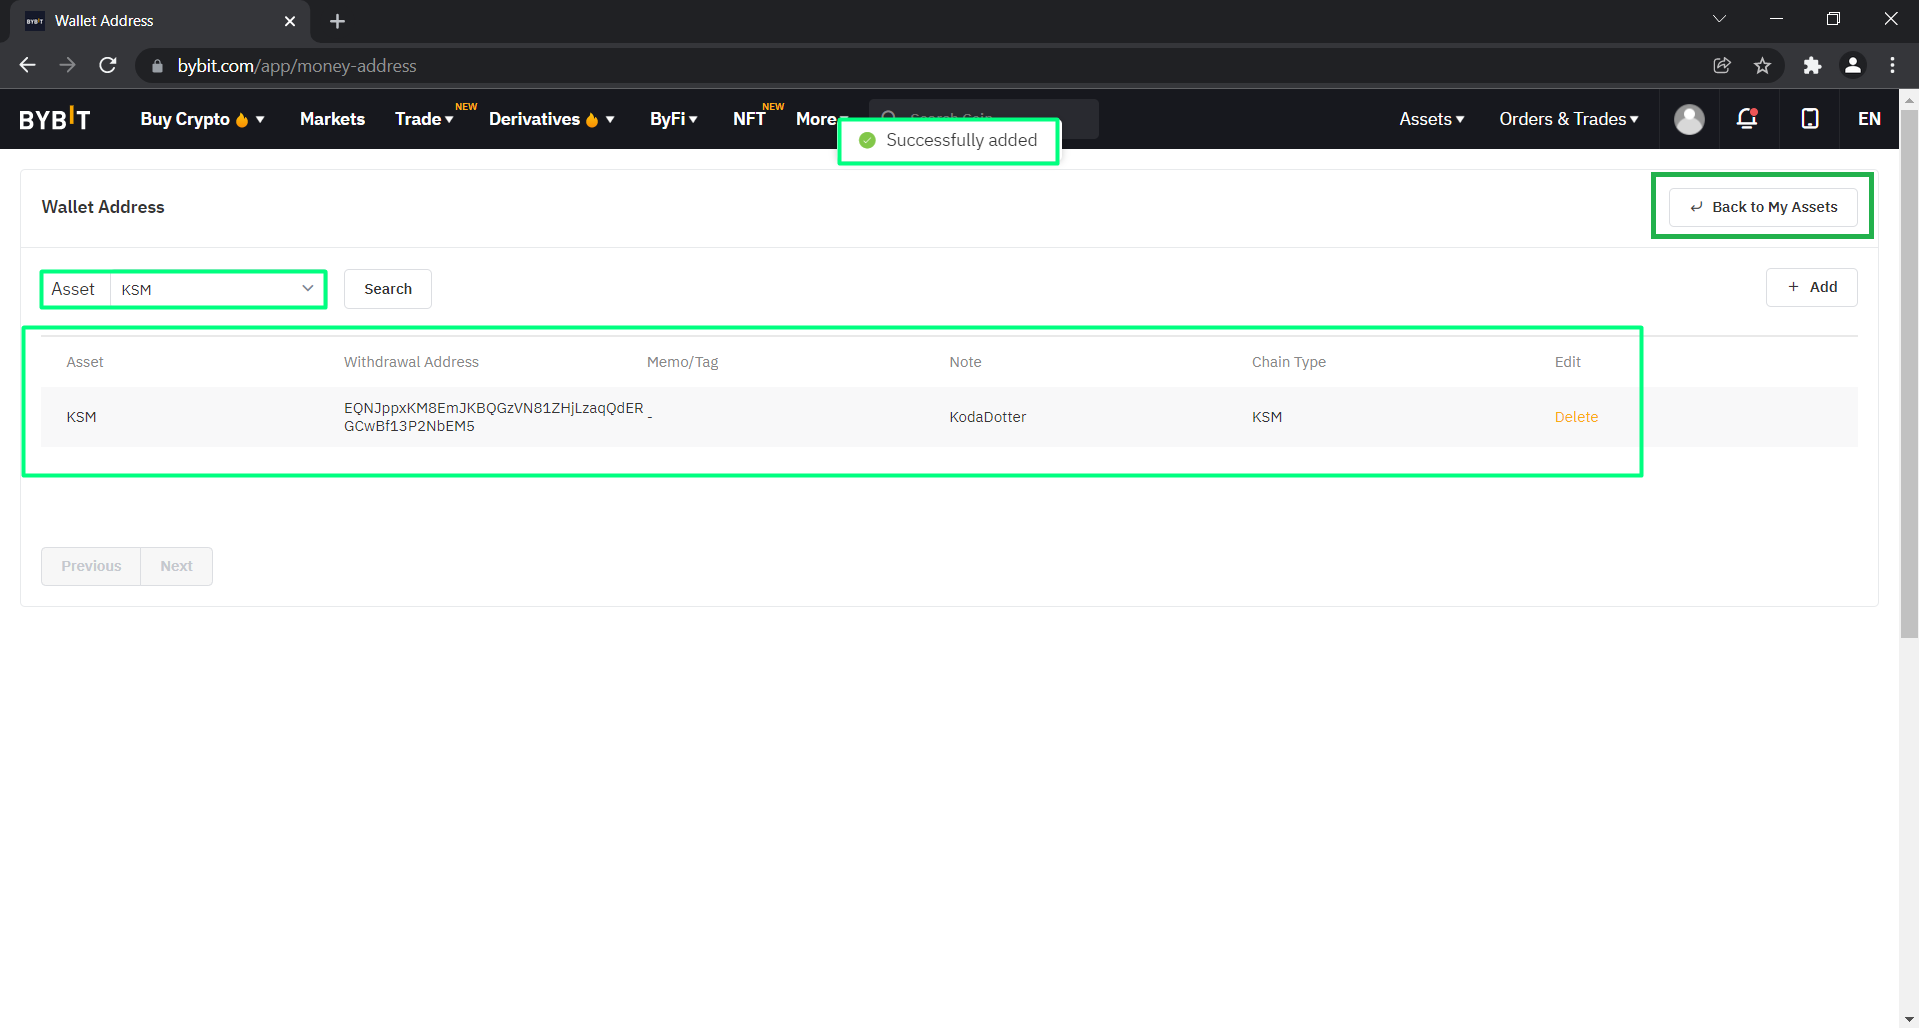 Wallet Address
bybit.com/app/money-address
BYBIT Buy Crypto Markets Trade NEW Derivatives ByFi NFT NEW More Assets Orders & Trades EN
Successfully added
Wallet Address
Back to My Assets
Asset KSM Search + Add
Asset Withdrawal Address Memo/Tag Note Chain Type Edit
KSM EQNJppxKM8EmJKBQGzVN81ZHjLzaqQdER - KodaDotter KSM Delete
GCwBf13P2NbEM5
Previous Next